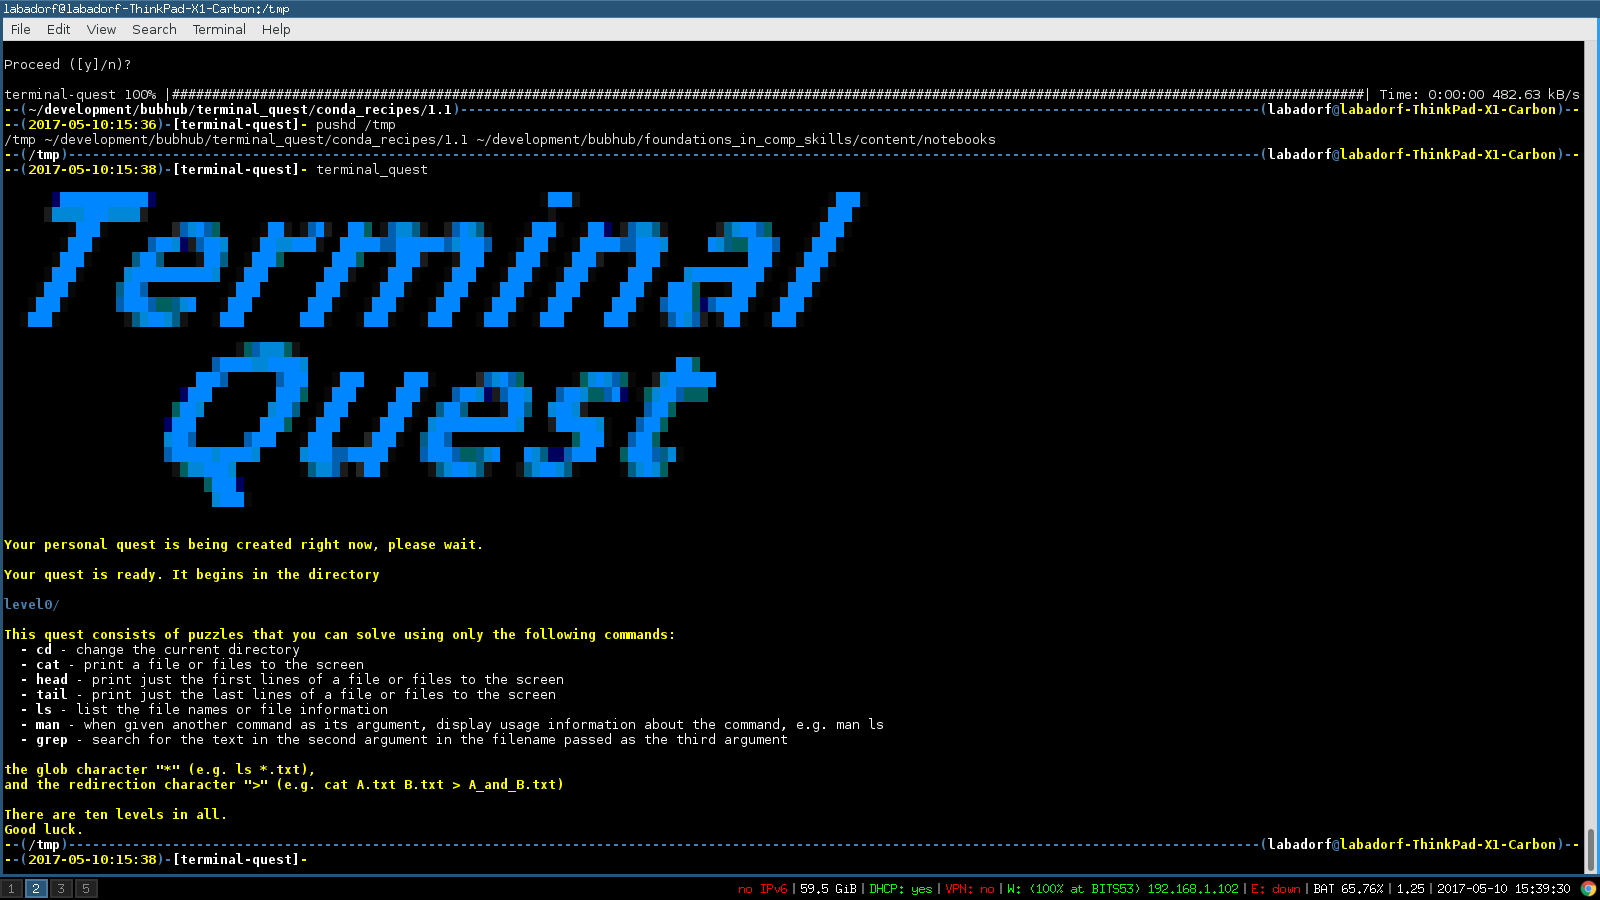 labadorf@labadorf-ThinkPad-X1-Carbon:/tmp
File Edit View Search Terminal Help
Proceed ([y]/n)?
terminal-quest 100% |#####################################################################################################################################################| Time: 0:00:00 482.63 kB/s
--(~/development/bubhub/terminal_quest/conda_recipes/1.1)----------------------------------------------------------------------------------------------------(labadorf@labadorf-ThinkPad-X1-Carbon)--
--(2017-05-10:15:36)-[terminal-quest]- pushd /tmp
/tmp ~/development/bubhub/terminal_quest/conda_recipes/1.1 ~/development/bubhub/foundations_in_comp_skills/content/notebooks
--(/tmp)-----------------------------------------------------------------------------------------------------------------------------------------------------(labadorf@labadorf-ThinkPad-X1-Carbon)--
--(2017-05-10:15:38)-[terminal-quest]- terminal_quest
Terminal
Quest
Your personal quest is being created right now, please wait.
Your quest is ready. It begins in the directory
level0/
This quest consists of puzzles that you can solve using only the following commands:
- cd - change the current directory
- cat - print a file or files to the screen
- head - print just the first lines of a file or files to the screen
- tail - print just the last lines of a file or files to the screen
- ls - list the file names or file information
- man - when given another command as its argument, display usage information about the command, e.g. man ls
- grep - search for the text in the second argument in the filename passed as the third argument
the glob character "*" (e.g. ls *.txt),
and the redirection character ">" (e.g. cat A.txt B.txt > A_and_B.txt)
There are ten levels in all.
Good luck.
--(/tmp)-----------------------------------------------------------------------------------------------------------------------------------------------------(labadorf@labadorf-ThinkPad-X1-Carbon)--
--(2017-05-10:15:38)-[terminal-quest]-
1 2 3 5 no IPv6|59.5 GiB|DHCP: yes|VPN: no|W: (100% at BITS53) 192.168.1.102|E: down|BAT 65.76%|1.25|2017-05-10 15:39:30